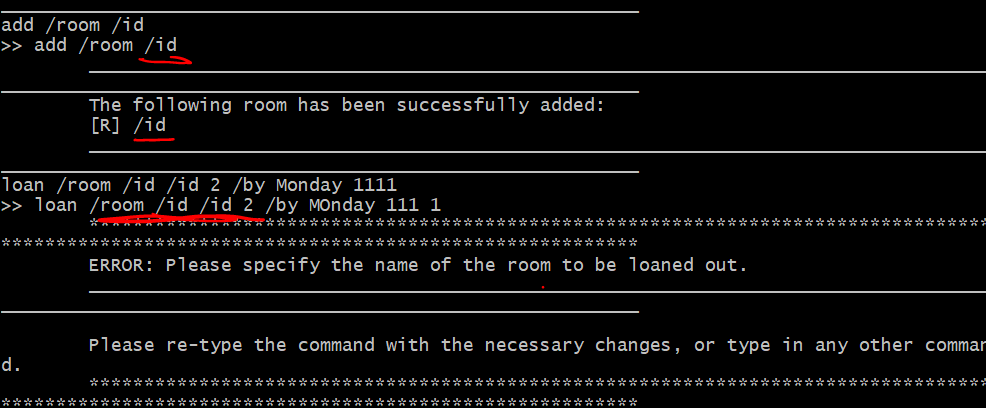 add /room /id
>> add /room /id
The following room has been successfully added:
[R] /id
loan /room /id /id 2 /by Monday 1111
>> loan /room /id /id 2 /by MOnday 111 1
*************************************************************************************
**********************************************************
ERROR: Please specify the name of the room to be loaned out.
Please re-type the command with the necessary changes, or type in any other comman
d.
*************************************************************************************
**********************************************************